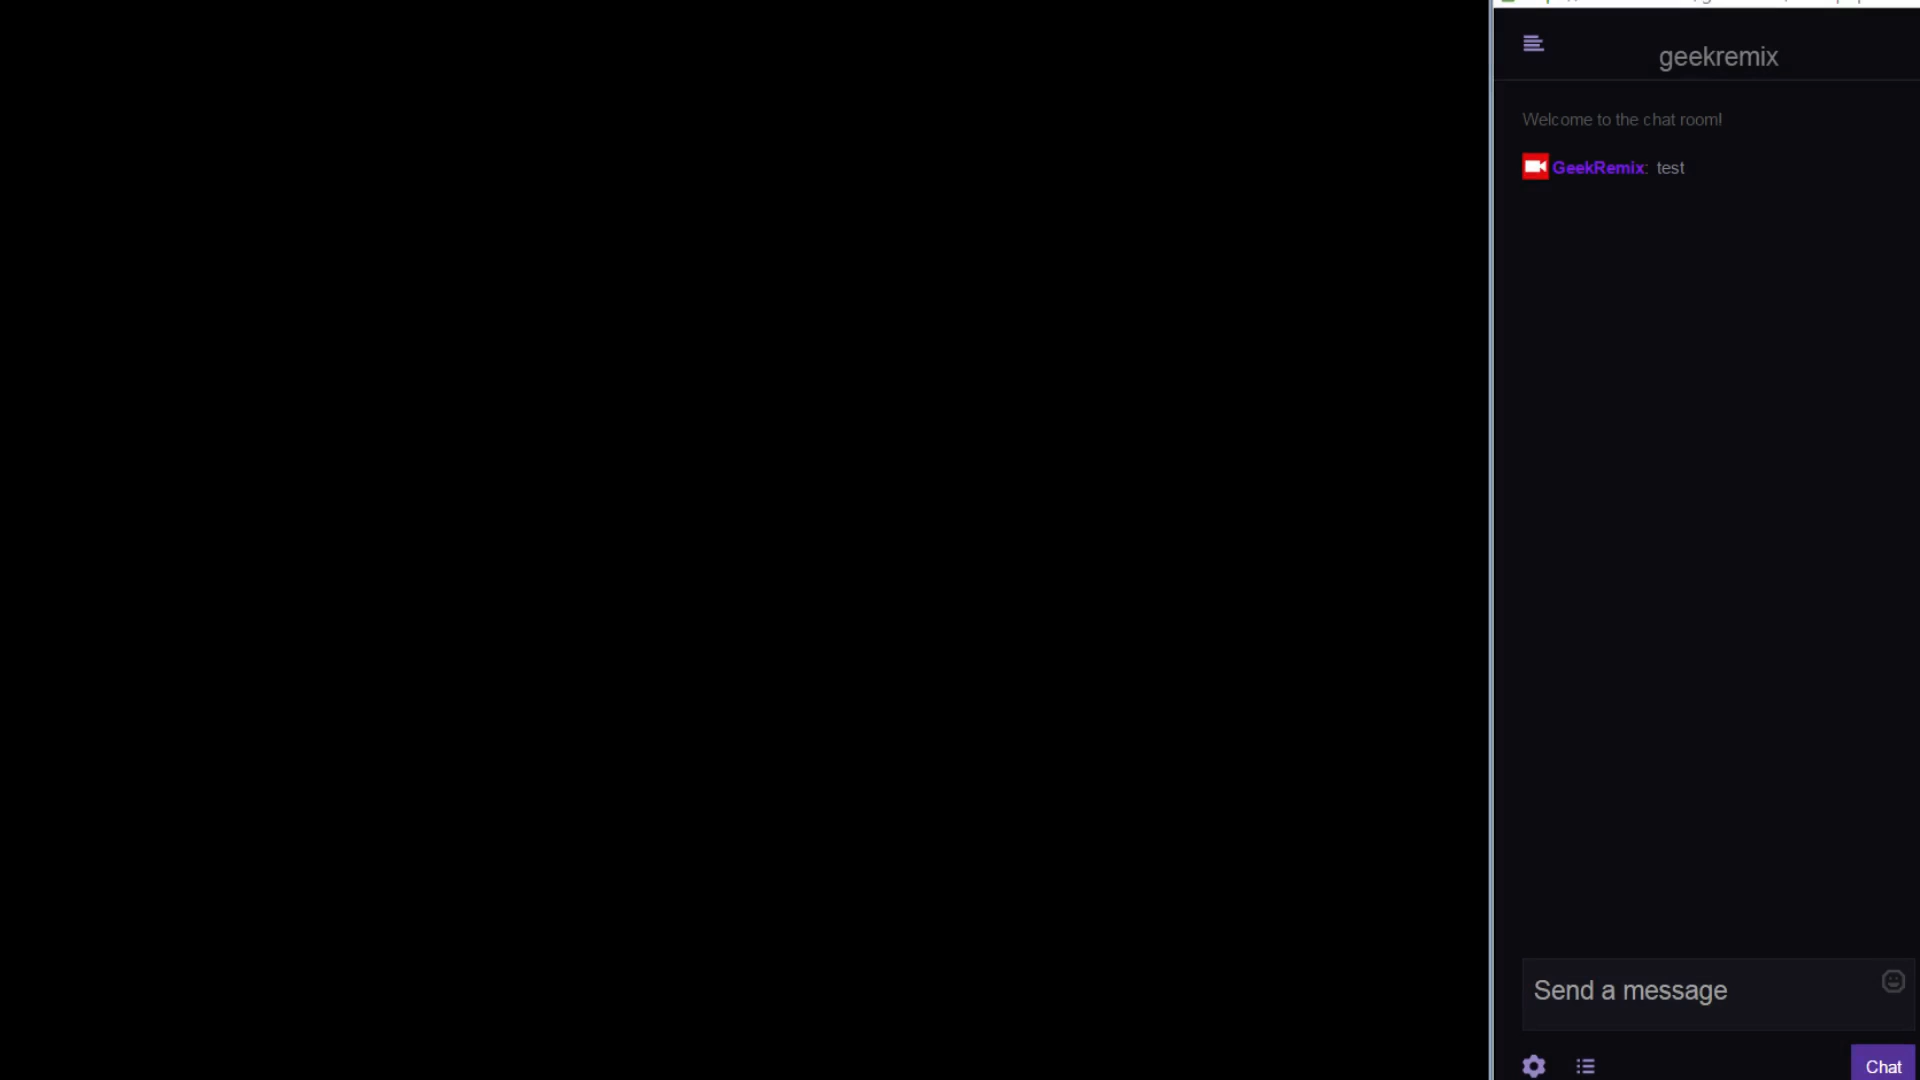 geekremix
Welcome to the chat room!
GeekRemix: test
Send a message
Chat